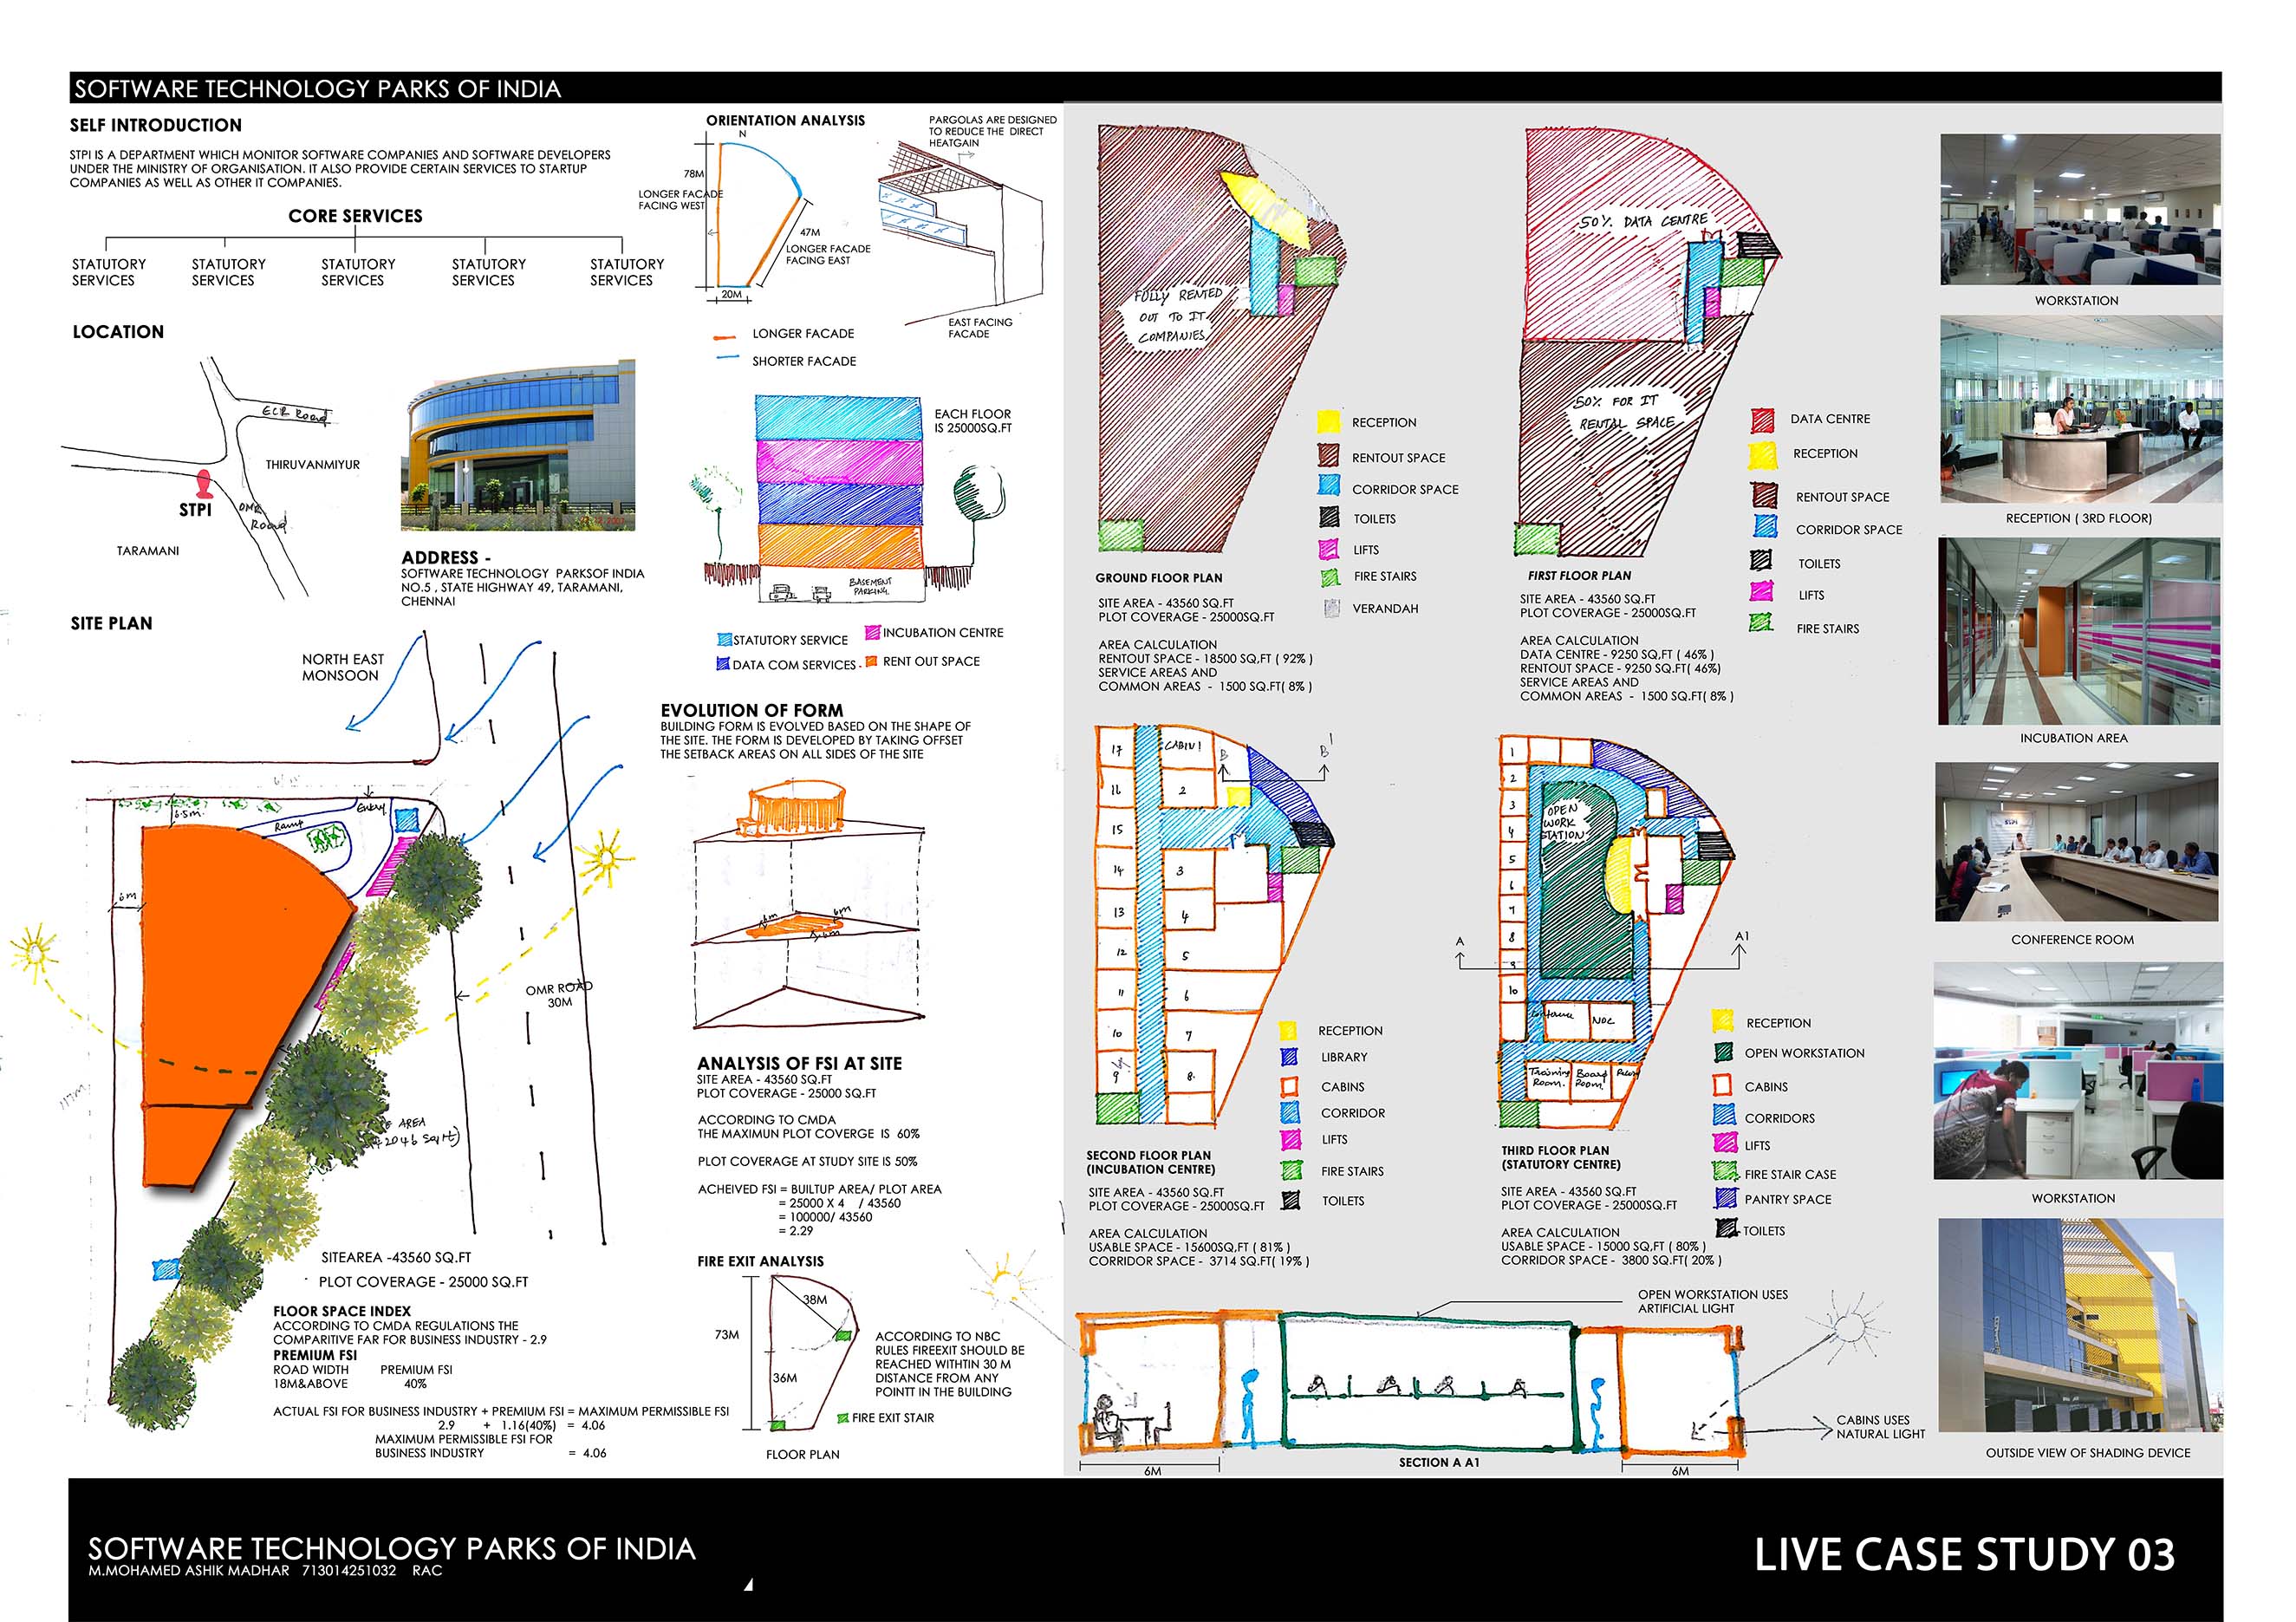 SOFTWARE TECHNOLOGY PARKS OF INDIA
SELF INTRODUCTION
STPI IS A DEPARTMENT WHICH MONITOR SOFTWARE COMPANIES AND SOFTWARE DEVELOPERS
UNDER THE MINISTRY OF ORGANISATION. IT ALSO PROVIDE CERTAIN SERVICES TO STARTUP
COMPANIES AS WELL AS OTHER IT COMPANIES.
CORE SERVICES
STATUTORY
SERVICES
STATUTORY
SERVICES
STATUTORY
SERVICES
STATUTORY
SERVICES
STATUTORY
SERVICES
LOCATION
ECR Road
THIRUVANMIYUR
STPI
OMR
Road
TARAMANI
ADDRESS -
SOFTWARE TECHNOLOGY PARKSOF INDIA
NO.5 , STATE HIGHWAY 49, TARAMANI,
CHENNAI
SITE PLAN
NORTH EAST
MONSOON
Entry
6.5m
Ramp
6m
OMR ROAD
30M
AREA
SITEAREA -43560 SQ.FT
PLOT COVERAGE - 25000 SQ.FT
FLOOR SPACE INDEX
ACCORDING TO CMDA REGULATIONS THE
COMPARITIVE FAR FOR BUSINESS INDUSTRY - 2.9
PREMIUM FSI
ROAD WIDTH PREMIUM FSI
18M&ABOVE 40%
ACTUAL FSI FOR BUSINESS INDUSTRY + PREMIUM FSI = MAXIMUM PERMISSIBLE FSI
2.9 + 1.16(40%) = 4.06
MAXIMUM PERMISSIBLE FSI FOR
BUSINESS INDUSTRY = 4.06
ORIENTATION ANALYSIS
N
78M
LONGER FACADE
FACING WEST
47M
LONGER FACADE
FACING EAST
20M
LONGER FACADE
SHORTER FACADE
PARGOLAS ARE DESIGNED
TO REDUCE THE DIRECT
HEATGAIN
EAST FACING
FACADE
EACH FLOOR
IS 25000SQ.FT
BASEMENT
PARKING
STATUTORY SERVICE
INCUBATION CENTRE
DATA COM SERVICES -
RENT OUT SPACE
EVOLUTION OF FORM
BUILDING FORM IS EVOLVED BASED ON THE SHAPE OF
THE SITE. THE FORM IS DEVELOPED BY TAKING OFFSET
THE SETBACK AREAS ON ALL SIDES OF THE SITE
6m
6m
6m
ANALYSIS OF FSI AT SITE
SITE AREA - 43560 SQ.FT
PLOT COVERAGE - 25000 SQ.FT
ACCORDING TO CMDA
THE MAXIMUN PLOT COVERGE IS 60%
PLOT COVERAGE AT STUDY SITE IS 50%
ACHEIVED FSI = BUILTUP AREA/ PLOT AREA
= 25000 X 4 / 43560
= 100000/ 43560
= 2.29
FIRE EXIT ANALYSIS
38M
73M
36M
ACCORDING TO NBC
RULES FIREEXIT SHOULD BE
REACHED WITHTIN 30 M
DISTANCE FROM ANY
POINTT IN THE BUILDING
FIRE EXIT STAIR
FLOOR PLAN
FULLY RENTED
OUT TO IT
COMPANIES
RECEPTION
RENTOUT SPACE
CORRIDOR SPACE
TOILETS
LIFTS
FIRE STAIRS
VERANDAH
GROUND FLOOR PLAN
SITE AREA - 43560 SQ.FT
PLOT COVERAGE - 25000SQ.FT
AREA CALCULATION
RENTOUT SPACE - 18500 SQ,FT ( 92% )
SERVICE AREAS AND
COMMON AREAS - 1500 SQ.FT( 8% )
50% DATA CENTRE
50% FOR IT
RENTAL SPACE
DATA CENTRE
RECEPTION
RENTOUT SPACE
CORRIDOR SPACE
TOILETS
LIFTS
FIRE STAIRS
FIRST FLOOR PLAN
SITE AREA - 43560 SQ.FT
PLOT COVERAGE - 25000SQ.FT
AREA CALCULATION
DATA CENTRE - 9250 SQ,FT ( 46% )
RENTOUT SPACE - 9250 SQ.FT( 46%)
SERVICE AREAS AND
COMMON AREAS - 1500 SQ.FT( 8% )
17
CABIN 1
B
B1
16
2
15
14
3
13
4
12
5
11
6
10
7
9
8
RECEPTION
LIBRARY
CABINS
CORRIDOR
LIFTS
FIRE STAIRS
TOILETS
SECOND FLOOR PLAN
(INCUBATION CENTRE)
SITE AREA - 43560 SQ.FT
PLOT COVERAGE - 25000SQ.FT
AREA CALCULATION
USABLE SPACE - 15600SQ,FT ( 81% )
CORRIDOR SPACE - 3714 SQ.FT( 19% )
1
2
3
4
5
6
7
8
9
10
OPEN
WORK
STATION
A
A1
NOC
Training
Room.
Board
Room
RECEPTION
OPEN WORKSTATION
CABINS
CORRIDORS
LIFTS
FIRE STAIR CASE
PANTRY SPACE
TOILETS
THIRD FLOOR PLAN
(STATUTORY CENTRE)
SITE AREA - 43560 SQ.FT
PLOT COVERAGE - 25000SQ.FT
AREA CALCULATION
USABLE SPACE - 15000 SQ,FT ( 80% )
CORRIDOR SPACE - 3800 SQ.FT( 20% )
OPEN WORKSTATION USES
ARTIFICIAL LIGHT
CABINS USES
NATURAL LIGHT
6M
SECTION A A1
6M
WORKSTATION
RECEPTION ( 3RD FLOOR)
INCUBATION AREA
CONFERENCE ROOM
WORKSTATION
OUTSIDE VIEW OF SHADING DEVICE
SOFTWARE TECHNOLOGY PARKS OF INDIA
M.MOHAMED ASHIK MADHAR 713014251032 RAC
LIVE CASE STUDY 03